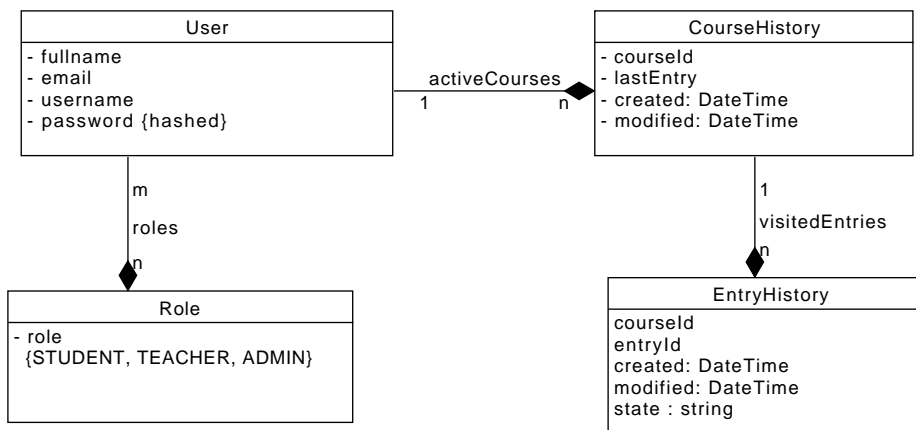 User
- fullname
- email
- username
- password {hashed}
activeCourses
1
n
CourseHistory
- courseId
- lastEntry
- created: DateTime
- modified: DateTime
m
roles
n
1
visitedEntries
n
Role
- role
{STUDENT, TEACHER, ADMIN}
EntryHistory
courseId
entryId
created: DateTime
modified: DateTime
state : string